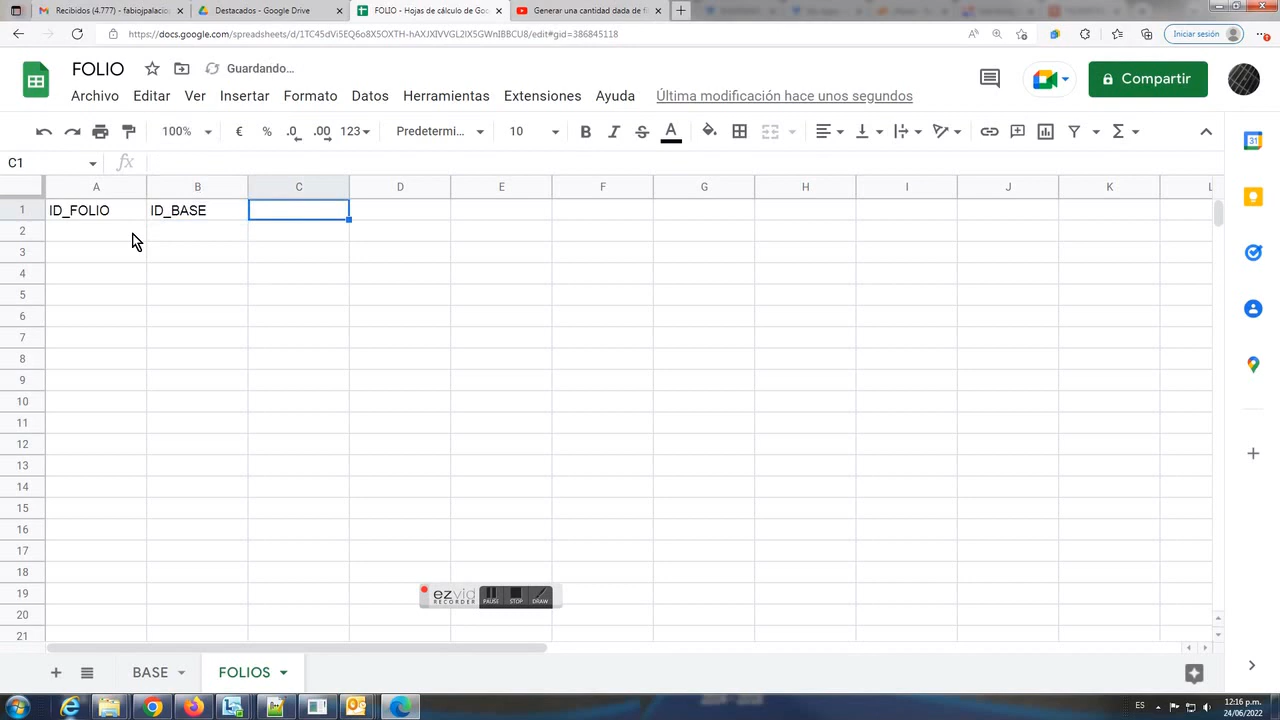 Recibidos (4.777) - fabiopjalacio
Destacados - Google Drive
FOLIO - Hojas de cálculo de Goo
Generar una cantidad dada de f
https://docs.google.com/spreadsheets/d/1TC45dVi5EQ6o8X5OXTH-hAXJXIVVGL2IX5GWnIBBCU8/edit#gid=386845118
Iniciar sesión
FOLIO
Guardando…
Archivo Editar Ver Insertar Formato Datos Herramientas Extensiones Ayuda Última modificación hace unos segundos
Compartir
100% € % .0 .00 123 Predetermi... 10 B I S A Σ
C1 fx
31
A B C D E F G H I J K L
1 ID_FOLIO ID_BASE
2
3
4
5
6
7
8
9
10
11
12
13
14
15
16
17
18
19
20
21
ezvid
RECORDER
PAUSE STOP DRAW
BASE FOLIOS
ES 12:16 p.m.
24/06/2022